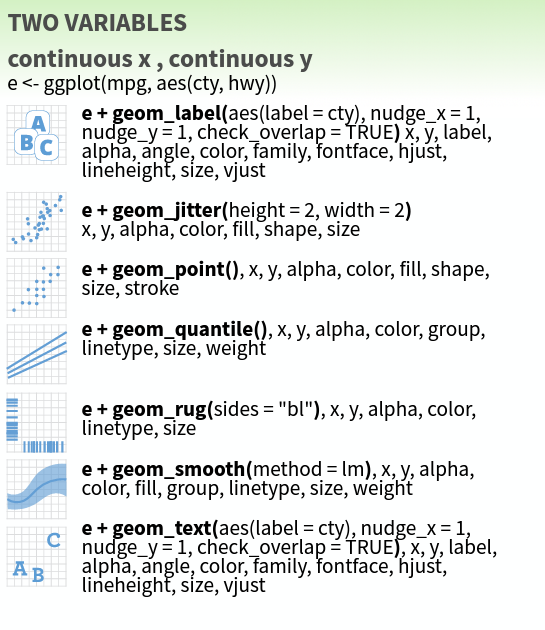 TWO VARIABLES
continuous x , continuous y
e <- ggplot(mpg, aes(cty, hwy))
A
B C
e + geom_label(aes(label = cty), nudge_x = 1,
nudge_y = 1, check_overlap = TRUE) x, y, label,
alpha, angle, color, family, fontface, hjust,
lineheight, size, vjust
e + geom_jitter(height = 2, width = 2)
x, y, alpha, color, fill, shape, size
e + geom_point(), x, y, alpha, color, fill, shape,
size, stroke
e + geom_quantile(), x, y, alpha, color, group,
linetype, size, weight
e + geom_rug(sides = "bl"), x, y, alpha, color,
linetype, size
e + geom_smooth(method = lm), x, y, alpha,
color, fill, group, linetype, size, weight
C
A B
e + geom_text(aes(label = cty), nudge_x = 1,
nudge_y = 1, check_overlap = TRUE), x, y, label,
alpha, angle, color, family, fontface, hjust,
lineheight, size, vjust